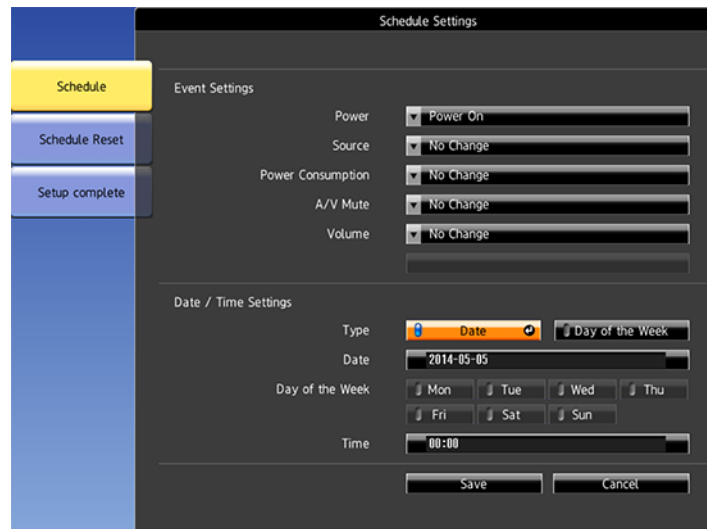 Schedule Settings
Schedule
Schedule Reset
Setup complete
Event Settings
Power Power On
Source No Change
Power Consumption No Change
A/V Mute No Change
Volume No Change
Date / Time Settings
Type Date Day of the Week
Date 2014-05-05
Day of the Week Mon Tue Wed Thu
Fri Sat Sun
Time 00:00
Save Cancel